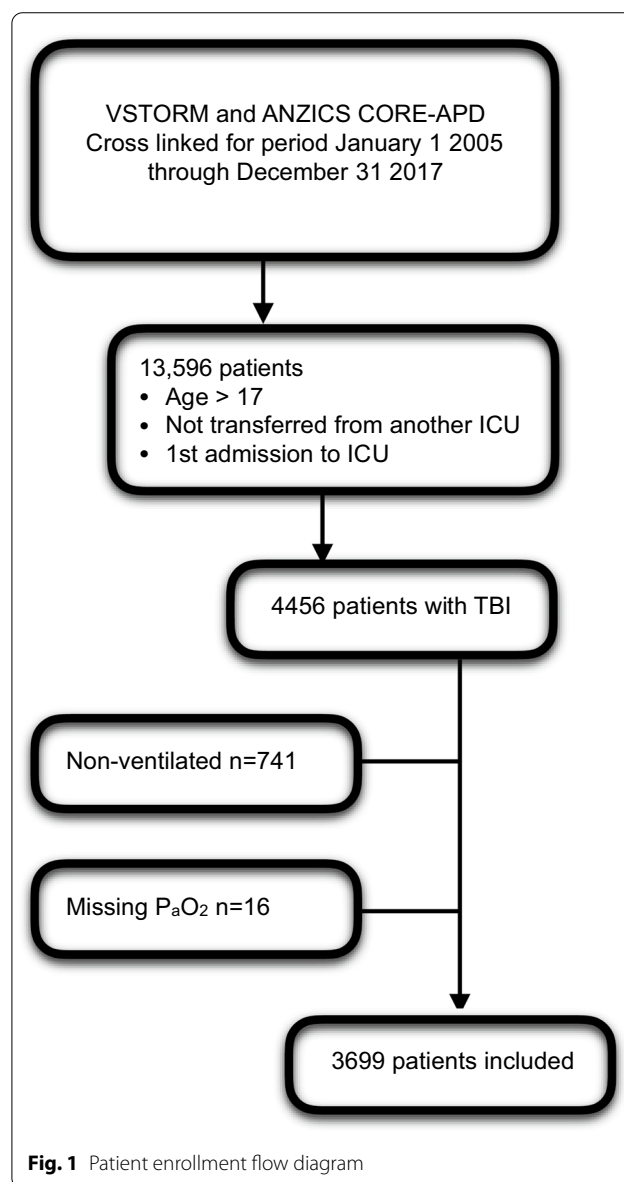 VSTORM and ANZICS CORE-APD
Cross linked for period January 1 2005
through December 31 2017
13,596 patients
• Age > 17
• Not transferred from another ICU
• 1st admission to ICU
4456 patients with TBI
Non-ventilated n=741
Missing PaO2 n=16
3699 patients included
Fig. 1 Patient enrollment flow diagram